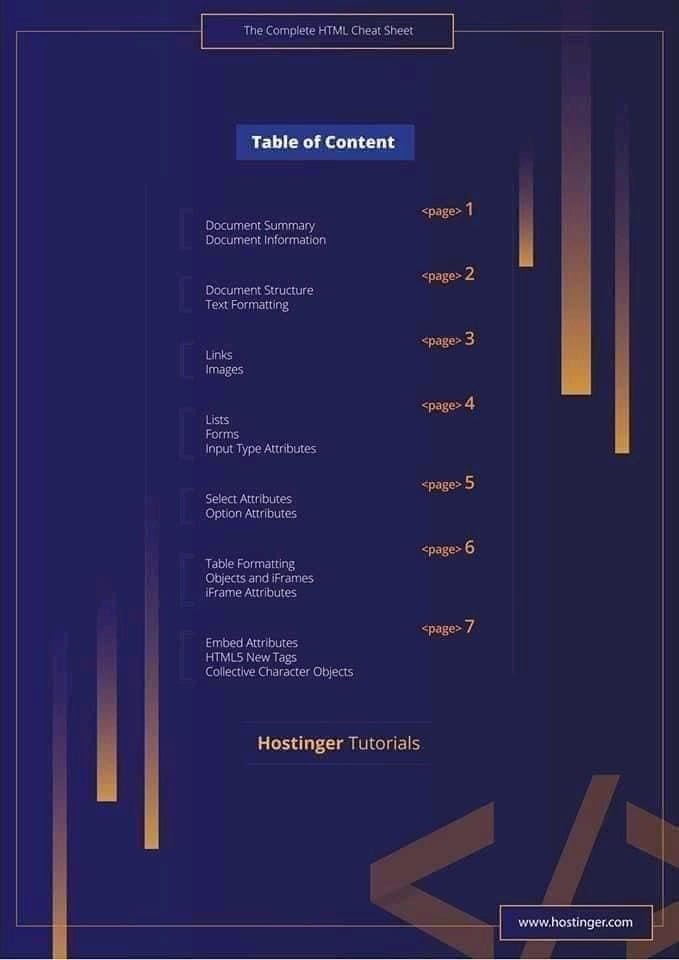 The Complete HTML Cheat Sheet
Table of Content
<page> 1
Document Summary
Document Information
<page> 2
Document Structure
Text Formatting
<page> 3
Links
Images
<page> 4
Lists
Forms
Input Type Attributes
<page> 5
Select Attributes
Option Attributes
<page> 6
Table Formatting
Objects and iFrames
iFrame Attributes
<page> 7
Embed Attributes
HTML5 New Tags
Collective Character Objects
Hostinger Tutorials
</>
www.hostinger.com